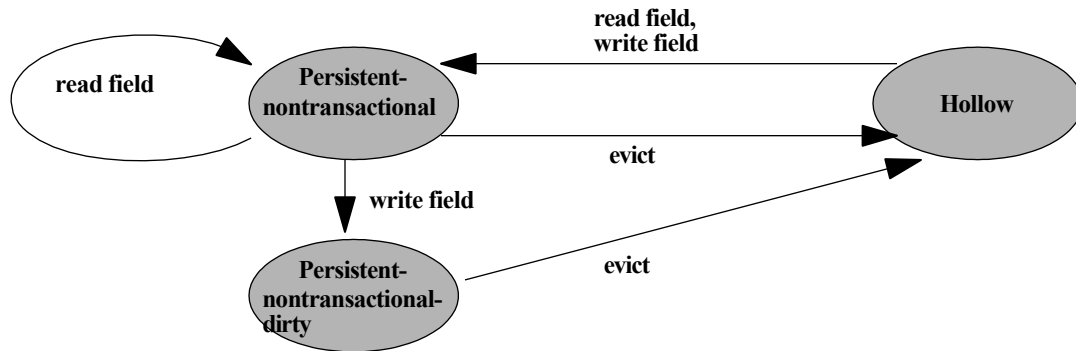 read field,
write field
read field
Persistent-
nontransactional
Hollow
evict
write field
Persistent-
nontransactional-
dirty
evict